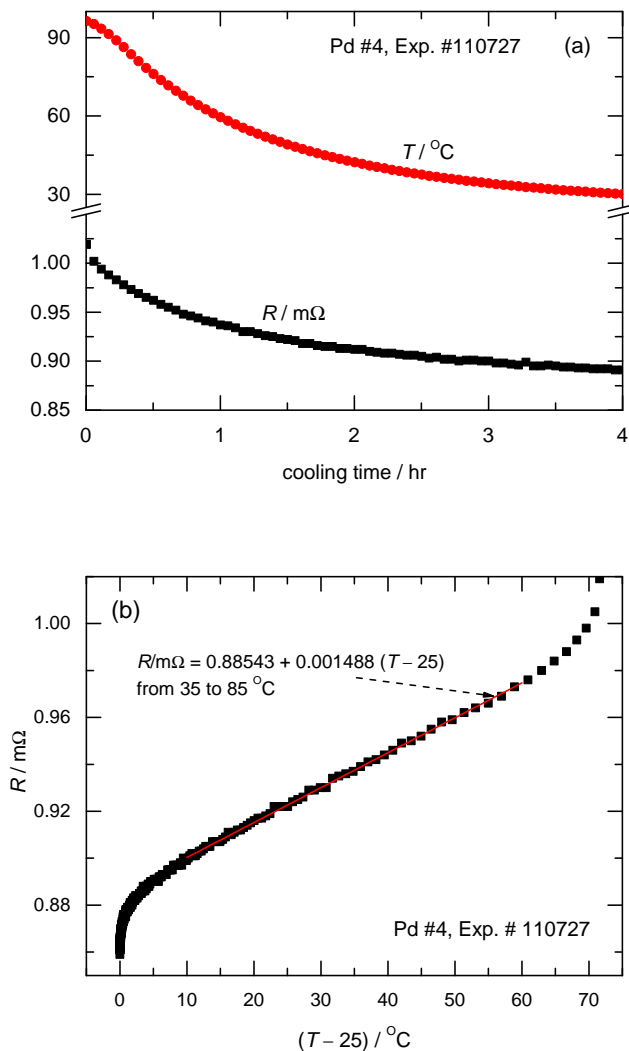 Pd #4, Exp. #110727 (a)
90
60
30
T / °C
1.00
0.95
0.90
0.85
R / mΩ
0 1 2 3 4
cooling time / hr
(b)
R/mΩ = 0.88543 + 0.001488 (T – 25)
from 35 to 85 °C
1.00
0.96
0.92
0.88
R / mΩ
Pd #4, Exp. # 110727
0 10 20 30 40 50 60 70
(T – 25) / °C